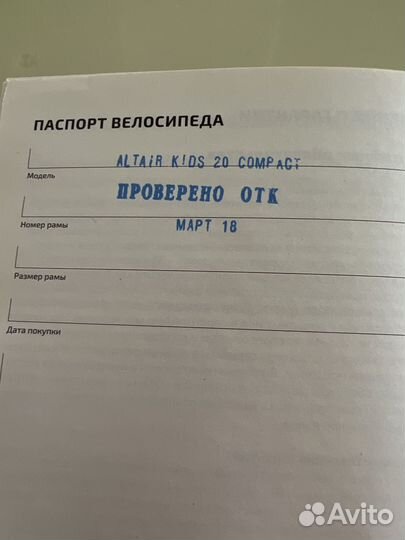 ПАСПОРТ ВЕЛОСИПЕДА
ALTAIR KIDS 20 COMPACT
Модель
ПРОВЕРЕНО ОТК
Номер рамы
МАРТ 18
Размер рамы
Дата покупки
Avito